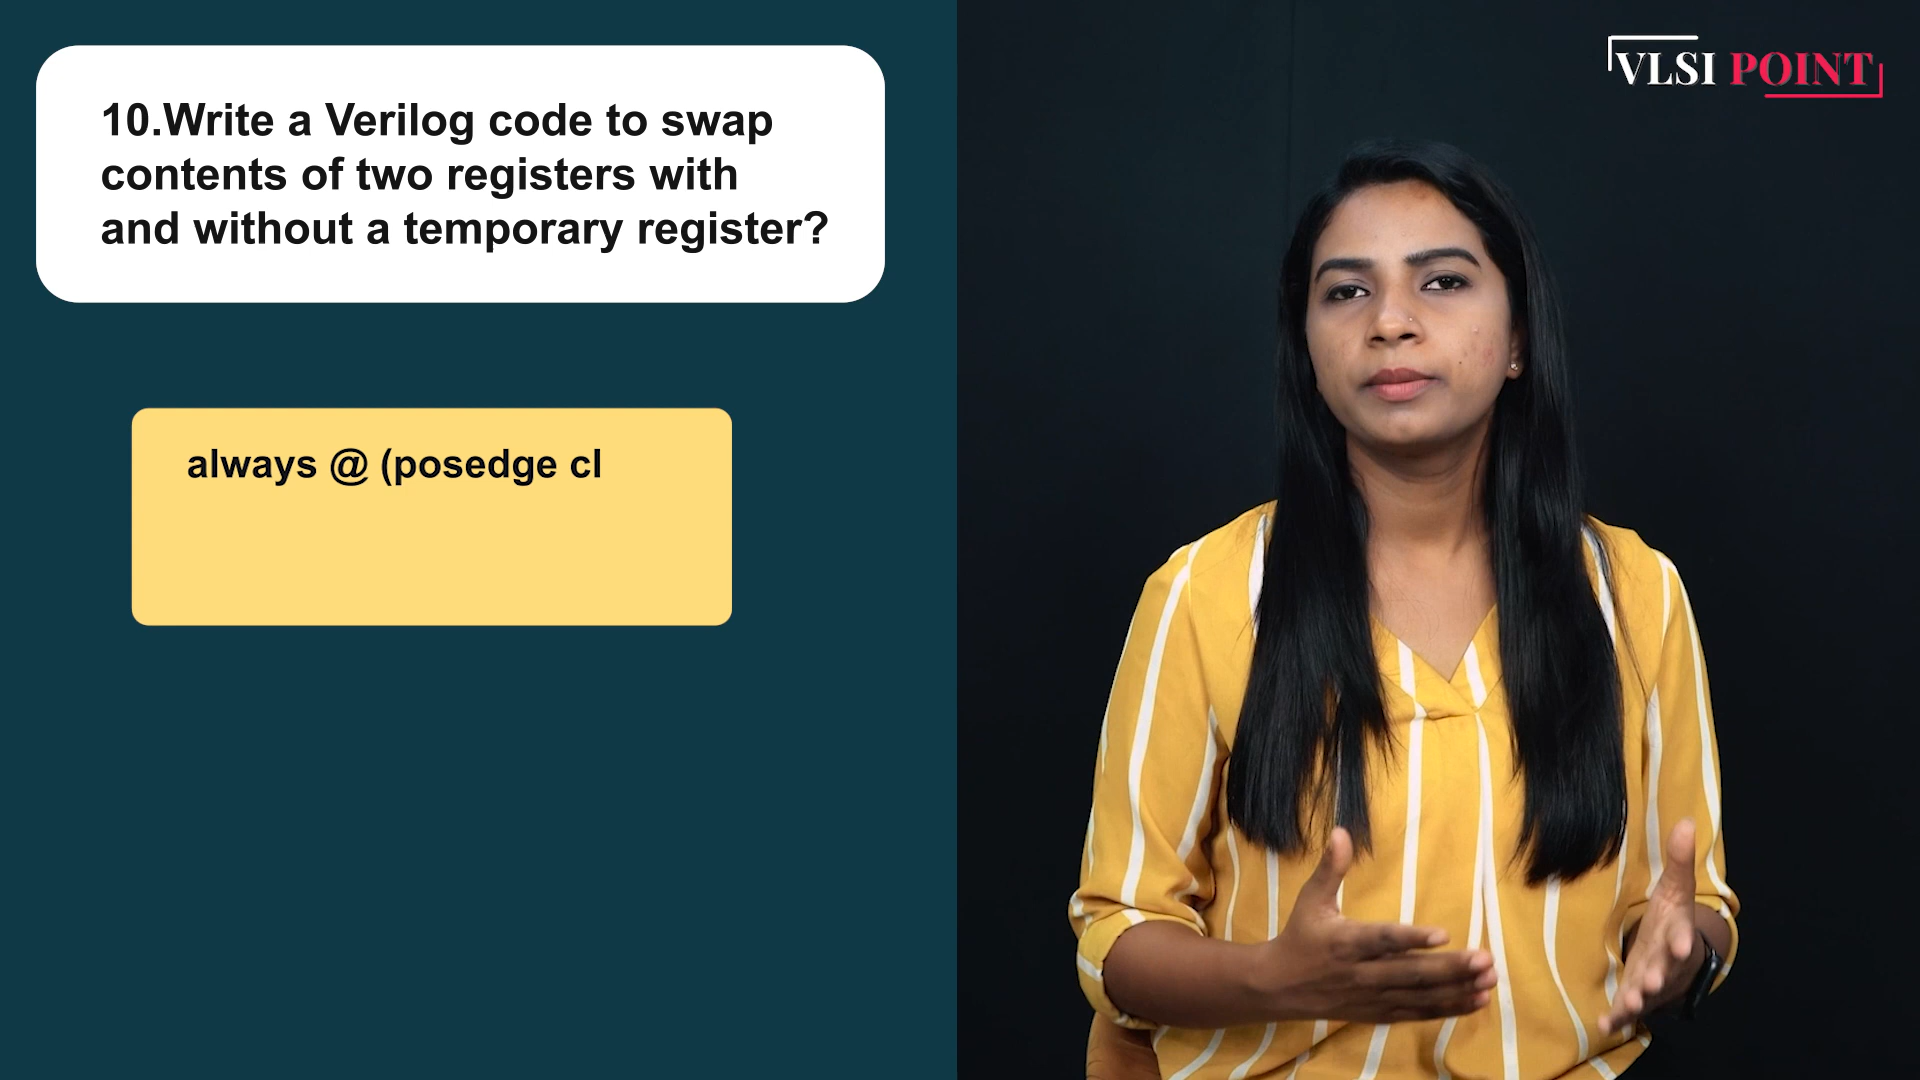 10.Write a Verilog code to swap
contents of two registers with
and without a temporary register?
always @ (posedge cl
VLSI POINT